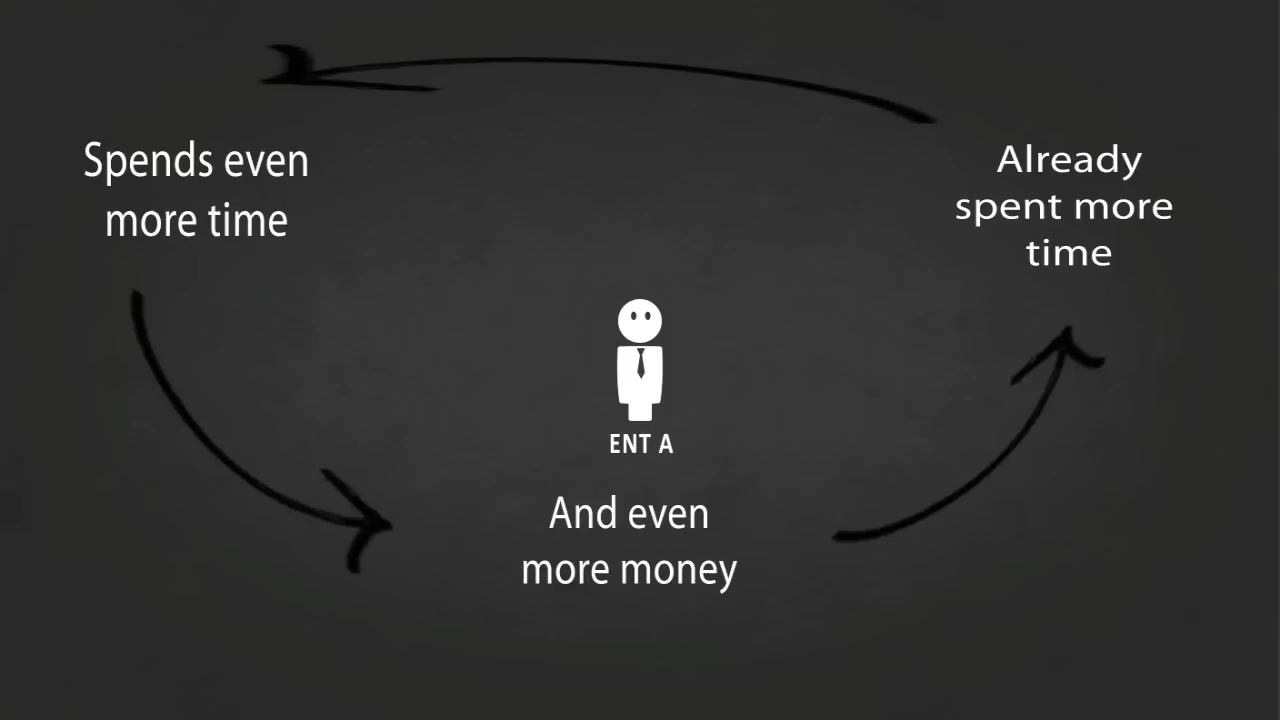 Spends even
more time
Already
spent more
time
ENT A
And even
more money